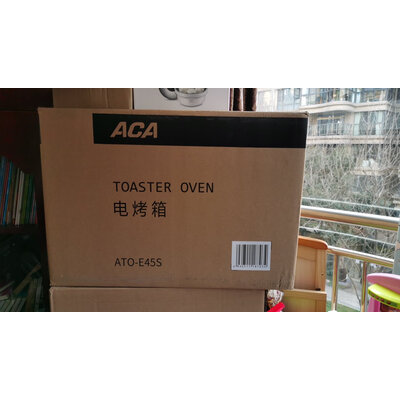 ACA
TOASTER OVEN
电烤箱
ATO-E45S